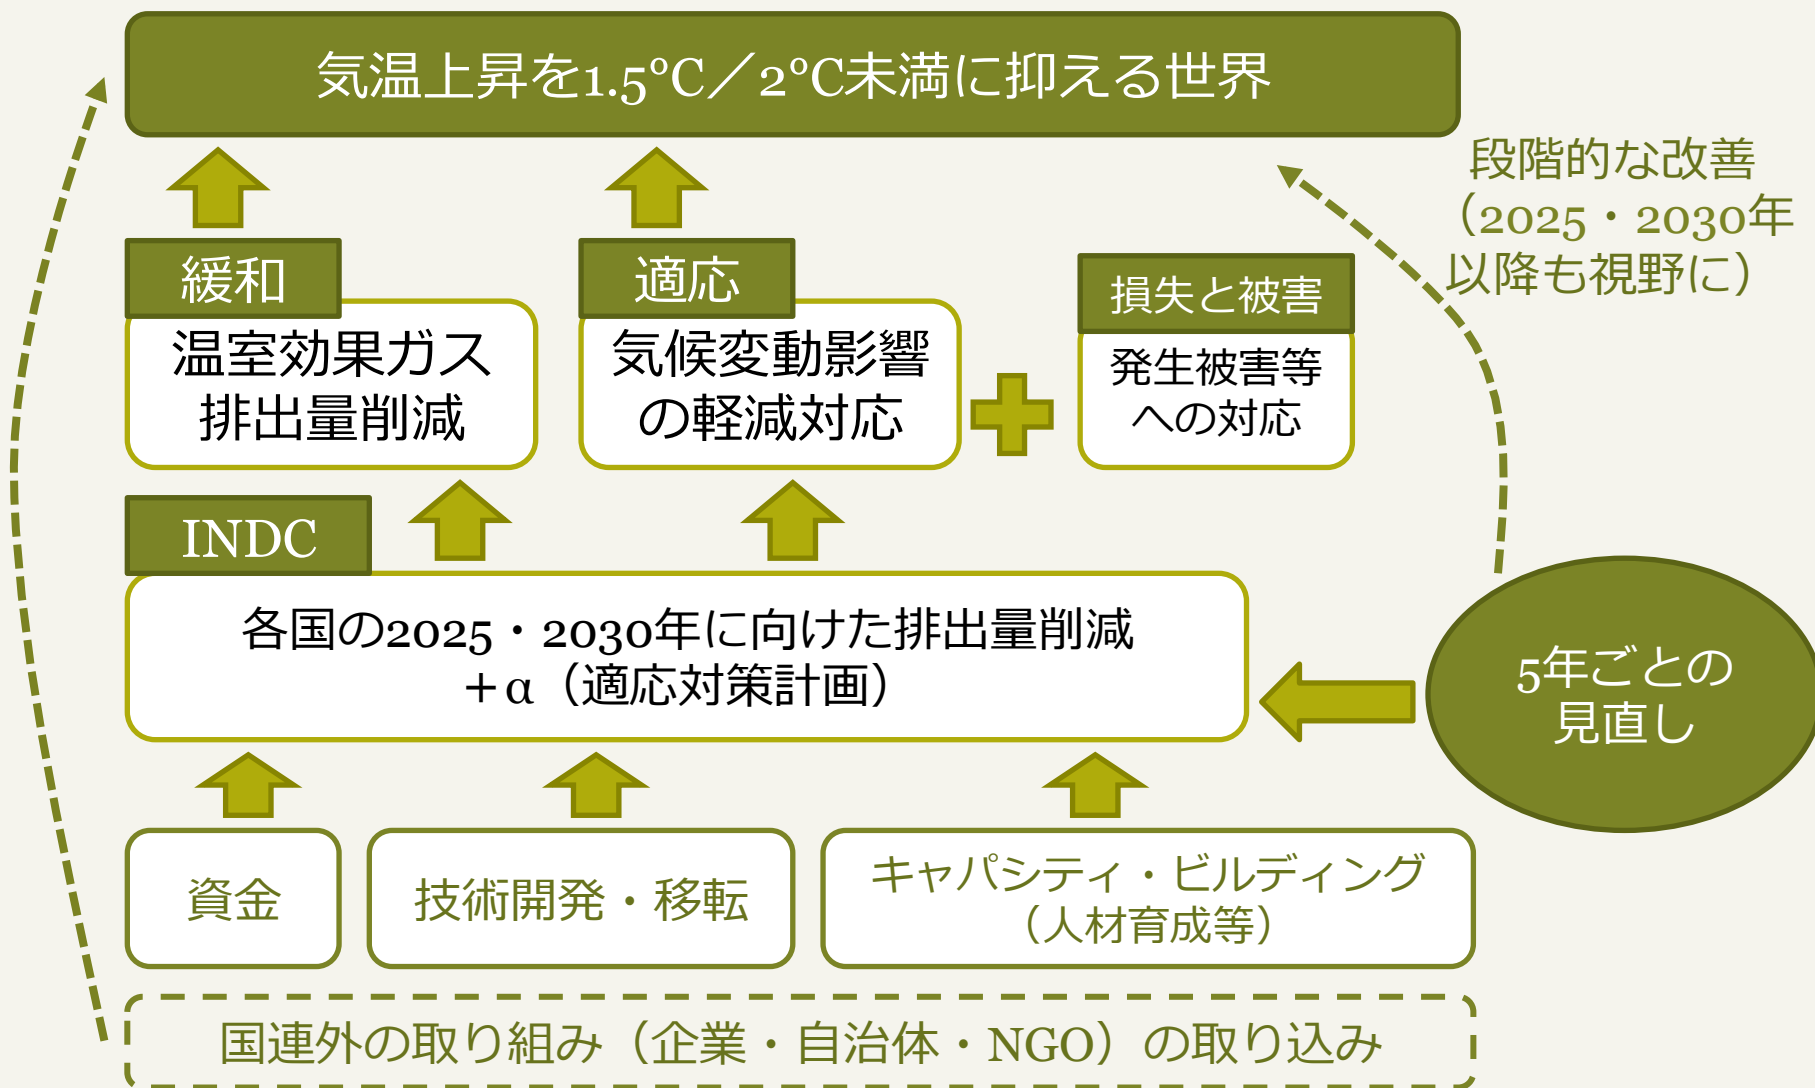 気温上昇を1.5°C／2°C未満に抑える世界
段階的な改善
（2025・2030年
以降も視野に）
緩和
温室効果ガス
排出量削減
適応
気候変動影響
の軽減対応
損失と被害
発生被害等
への対応
INDC
各国の2025・2030年に向けた排出量削減
＋α（適応対策計画）
5年ごとの
見直し
資金
技術開発・移転
キャパシティ・ビルディング
（人材育成等）
国連外の取り組み（企業・自治体・NGO）の取り込み